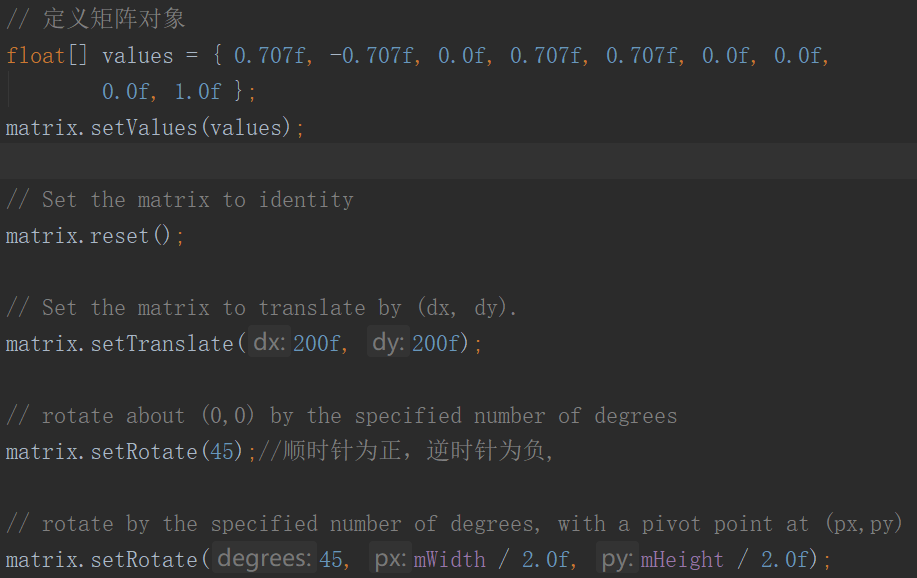 // 定义矩阵对象
float[] values = { 0.707f, -0.707f, 0.0f, 0.707f, 0.707f, 0.0f, 0.0f,
0.0f, 1.0f };
matrix.setValues(values);
// Set the matrix to identity
matrix.reset();
// Set the matrix to translate by (dx, dy).
matrix.setTranslate( dx: 200f, dy: 200f);
// rotate about (0,0) by the specified number of degrees
matrix.setRotate(45);//顺时针为正，逆时针为负,
// rotate by the specified number of degrees, with a pivot point at (px,py)
matrix.setRotate( degrees: 45, px: mWidth / 2.0f, py: mHeight / 2.0f);